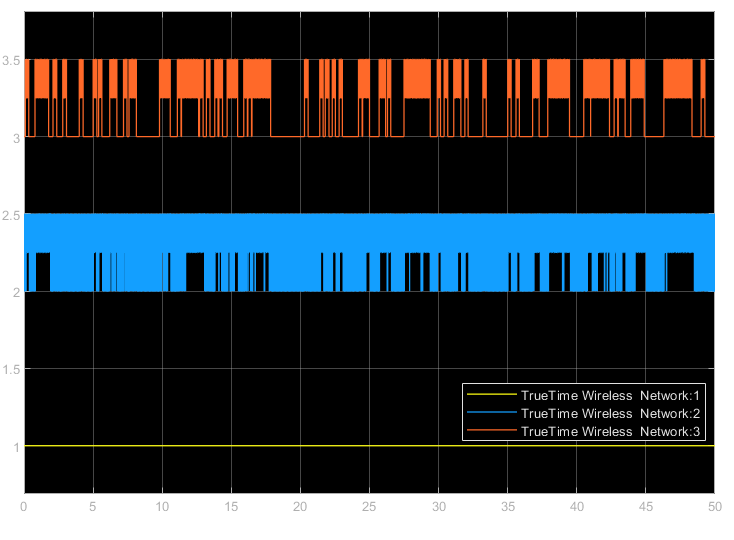 3.5
3
2.5
2
1.5
1
TrueTime Wireless Network:1
TrueTime Wireless Network:2
TrueTime Wireless Network:3
0 5 10 15 20 25 30 35 40 45 50